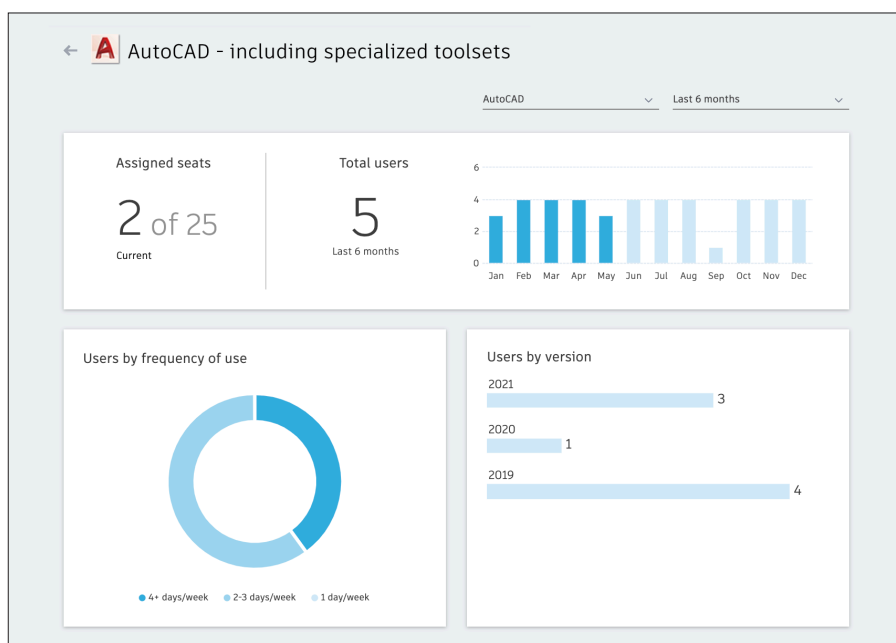 AutoCAD - including specialized toolsets
AutoCAD
Last 6 months
Assigned seats
2 of 25
Current
Total users
5
Last 6 months
6
4
2
0
Jan Feb Mar Apr May Jun Jul Aug Sep Oct Nov Dec
Users by frequency of use
4+ days/week 2-3 days/week 1 day/week
Users by version
2021
3
2020
1
2019
4